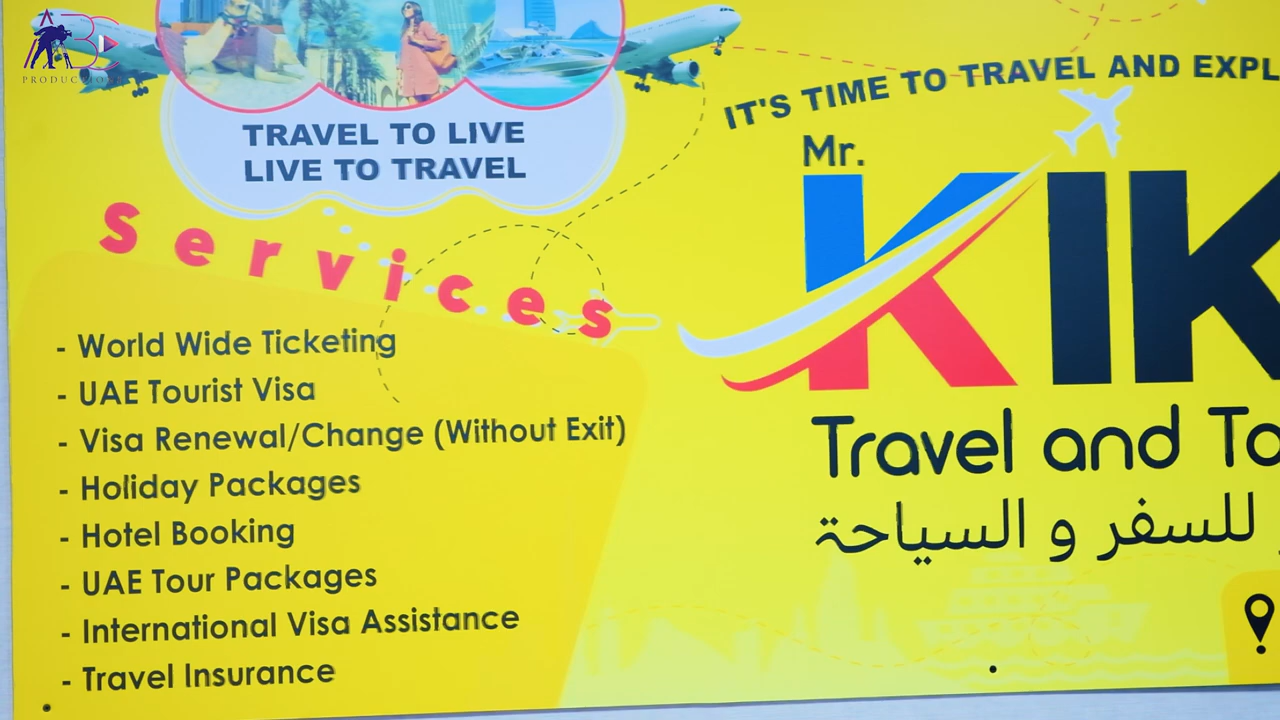 ABC
PRODUCTIONS
TRAVEL TO LIVE
LIVE TO TRAVEL
Services
- World Wide Ticketing
- UAE Tourist Visa
- Visa Renewal/Change (Without Exit)
- Holiday Packages
- Hotel Booking
- UAE Tour Packages
- International Visa Assistance
- Travel Insurance
IT'S TIME TO TRAVEL AND EXPL
Mr.
KIK
Travel and To
للسفر و السياحة